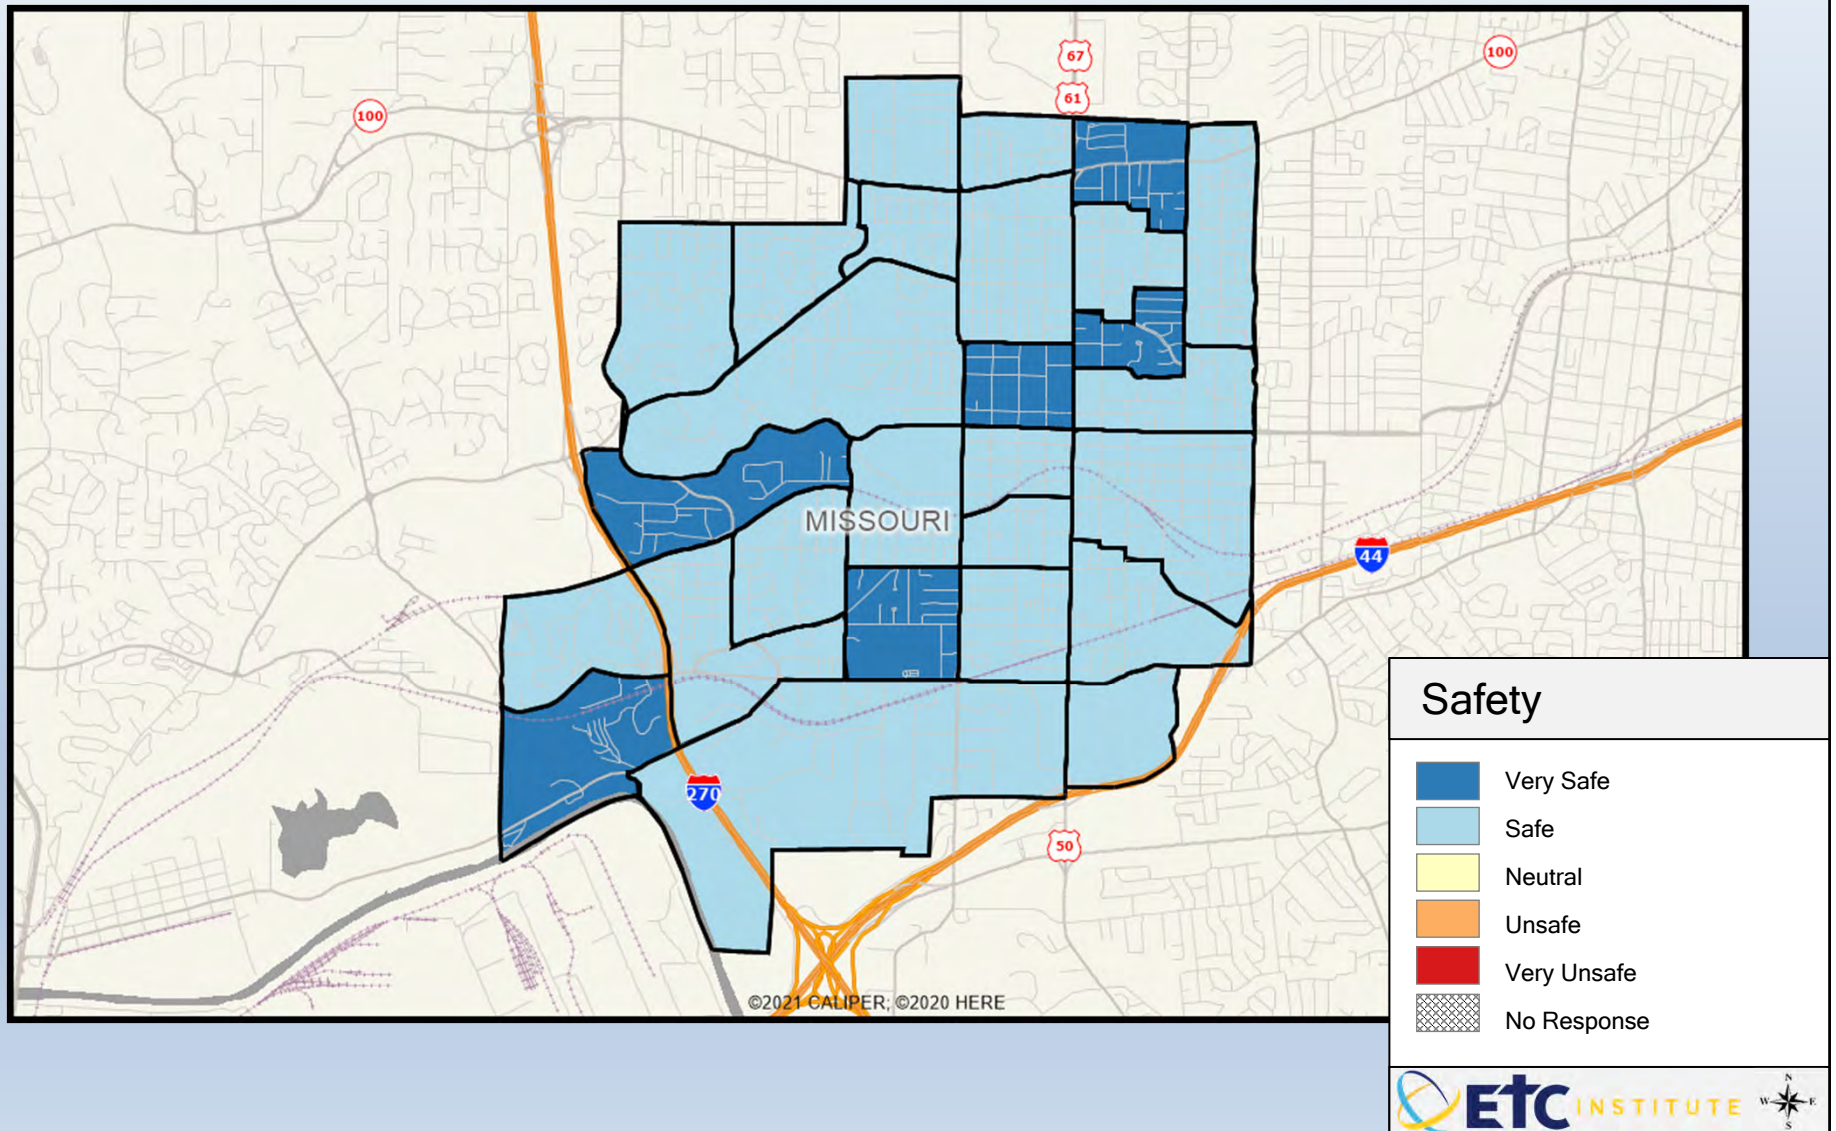 67
61
100
100
MISSOURI
44
270
50
©2021 CALIPER; ©2020 HERE
Safety
Very Safe
Safe
Neutral
Unsafe
Very Unsafe
No Response
ETC INSTITUTE
N
W E
S